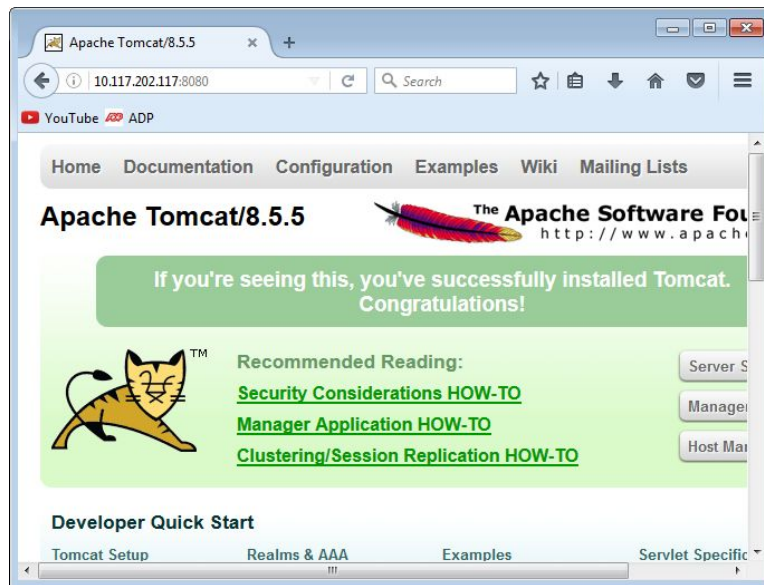 Apache Tomcat/8.5.5
10.117.202.117:8080
Search
YouTube ADP
Home Documentation Configuration Examples Wiki Mailing Lists
Apache Tomcat/8.5.5
The Apache Software Fou
http://www.apach
If you're seeing this, you've successfully installed Tomcat.
Congratulations!
TM
Recommended Reading:
Security Considerations HOW-TO
Manager Application HOW-TO
Clustering/Session Replication HOW-TO
Server S
Manager
Host Mar
Developer Quick Start
Tomcat Setup Realms & AAA Examples Servlet Specific